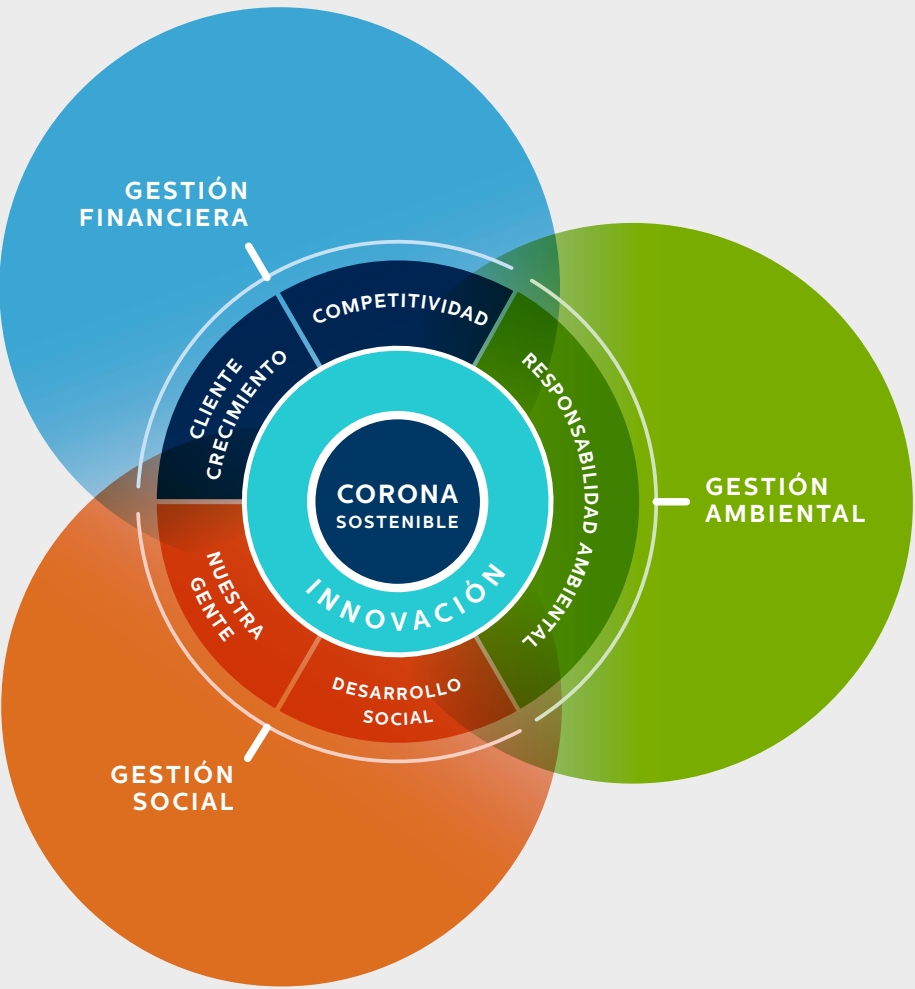 GESTIÓN
FINANCIERA
COMPETITIVIDAD
CLIENTE
CRECIMIENTO
RESPONSABILIDAD AMBIENTAL
GESTIÓN
AMBIENTAL
CORONA
SOSTENIBLE
INNOVACIÓN
NUESTRA
GENTE
DESARROLLO
SOCIAL
GESTIÓN
SOCIAL